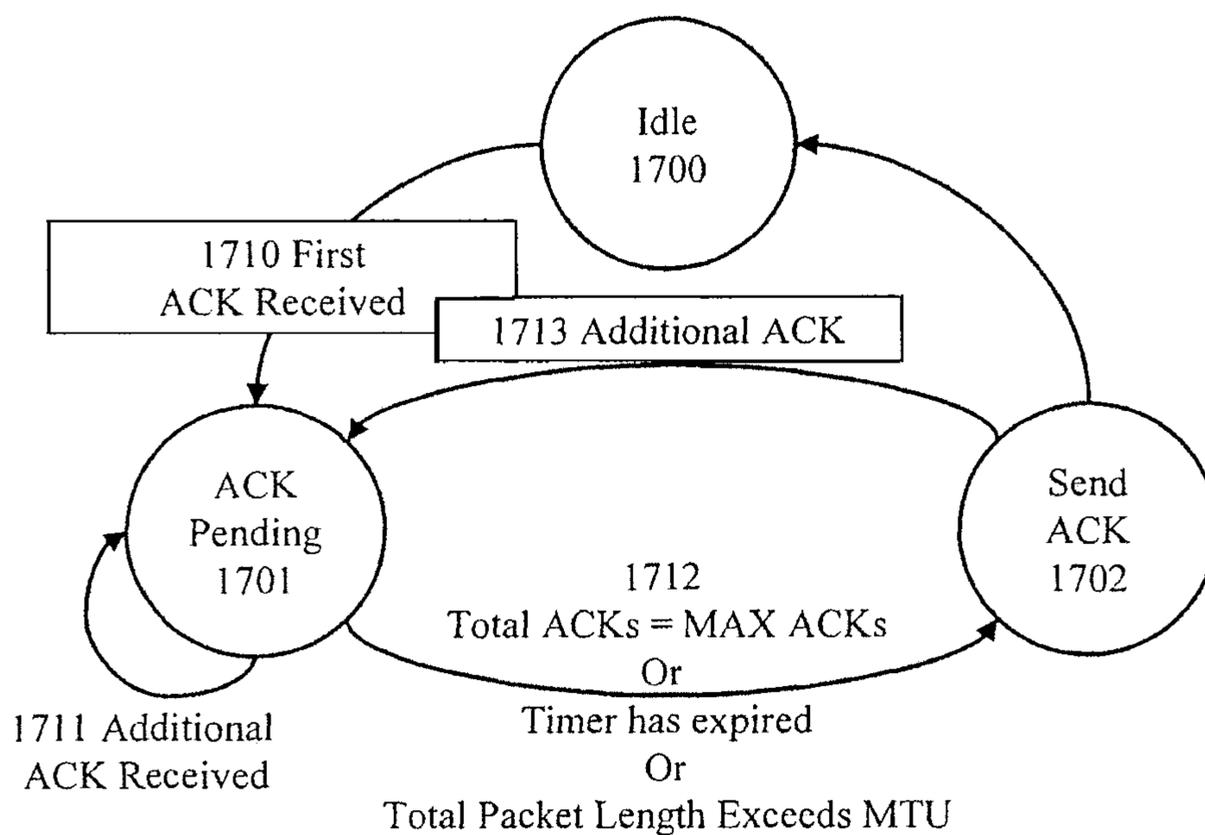 Idle
1700
1710 First
ACK Received
1713 Additional ACK
ACK
Pending
1701
Send
ACK
1702
1712
Total ACKs = MAX ACKs
Or
Timer has expired
Or
Total Packet Length Exceeds MTU
1711 Additional
ACK Received